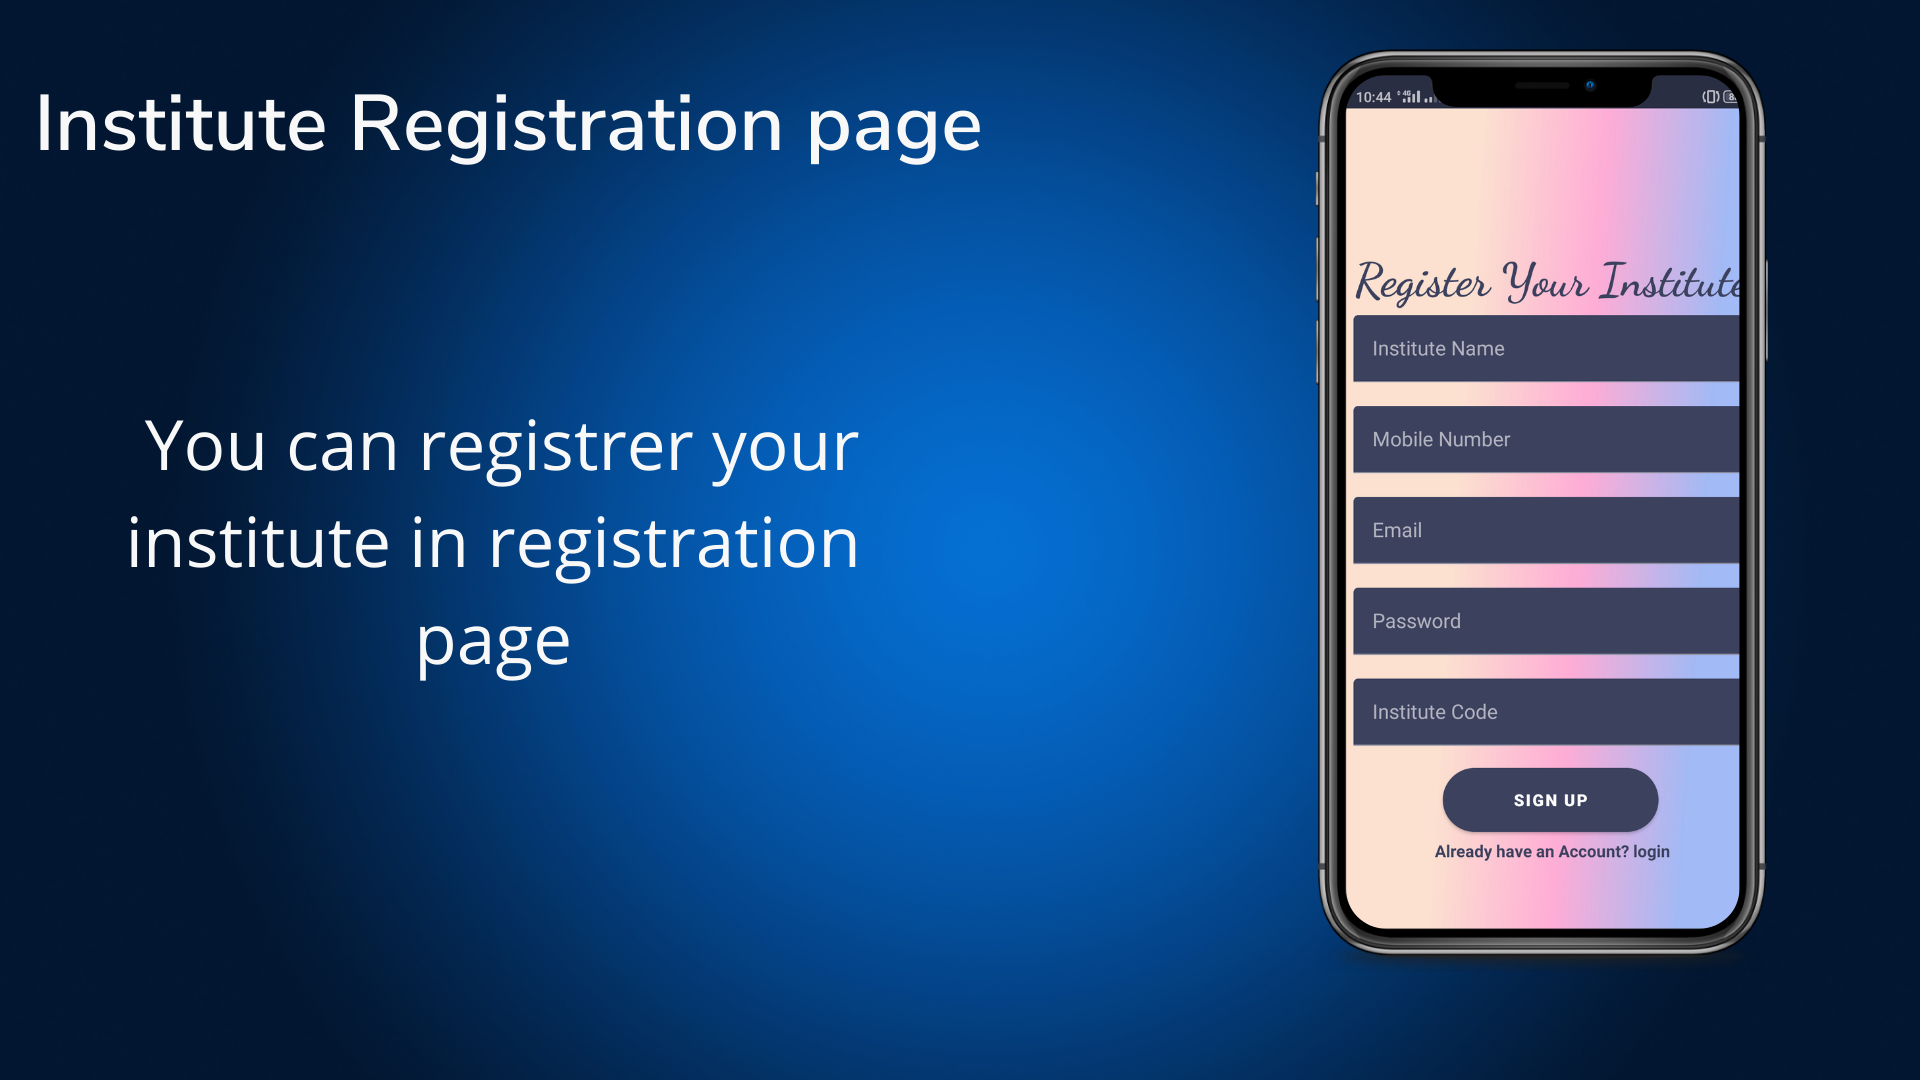 Institute Registration page
You can registrer your
institute in registration
page
10:44
Register Your Institute
Institute Name
Mobile Number
Email
Password
Institute Code
SIGN UP
Already have an Account? login